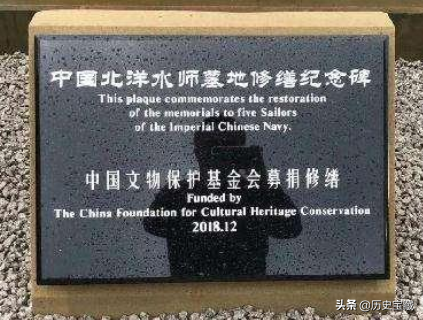 中国北洋水师墓地修缮纪念碑
This plaque commemorates the restoration
of the memorials to five Sailors
of the Imperial Chinese Navy.
中国文物保护基金会募捐修缮
Funded by
The China Foundation for Cultural Heritage Conservation
2018.12
头条 @历史宝藏